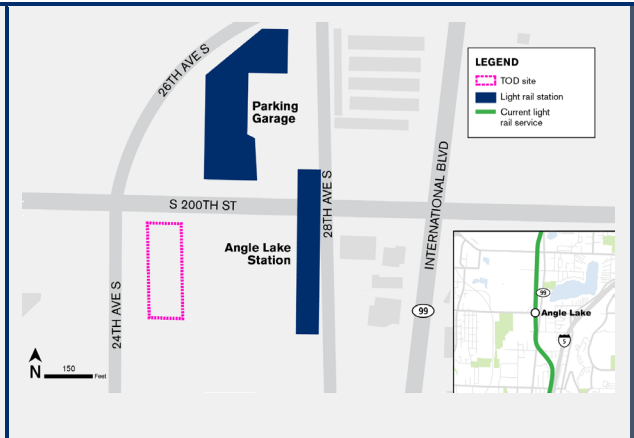 26TH AVE S
Parking
Garage
S 200TH ST
28TH AVE S
INTERNATIONAL BLVD
Angle Lake
Station
24TH AVE S
99
N
150
Feet
LEGEND
TOD site
Light rail station
Current light
rail service
99
Angle Lake
5